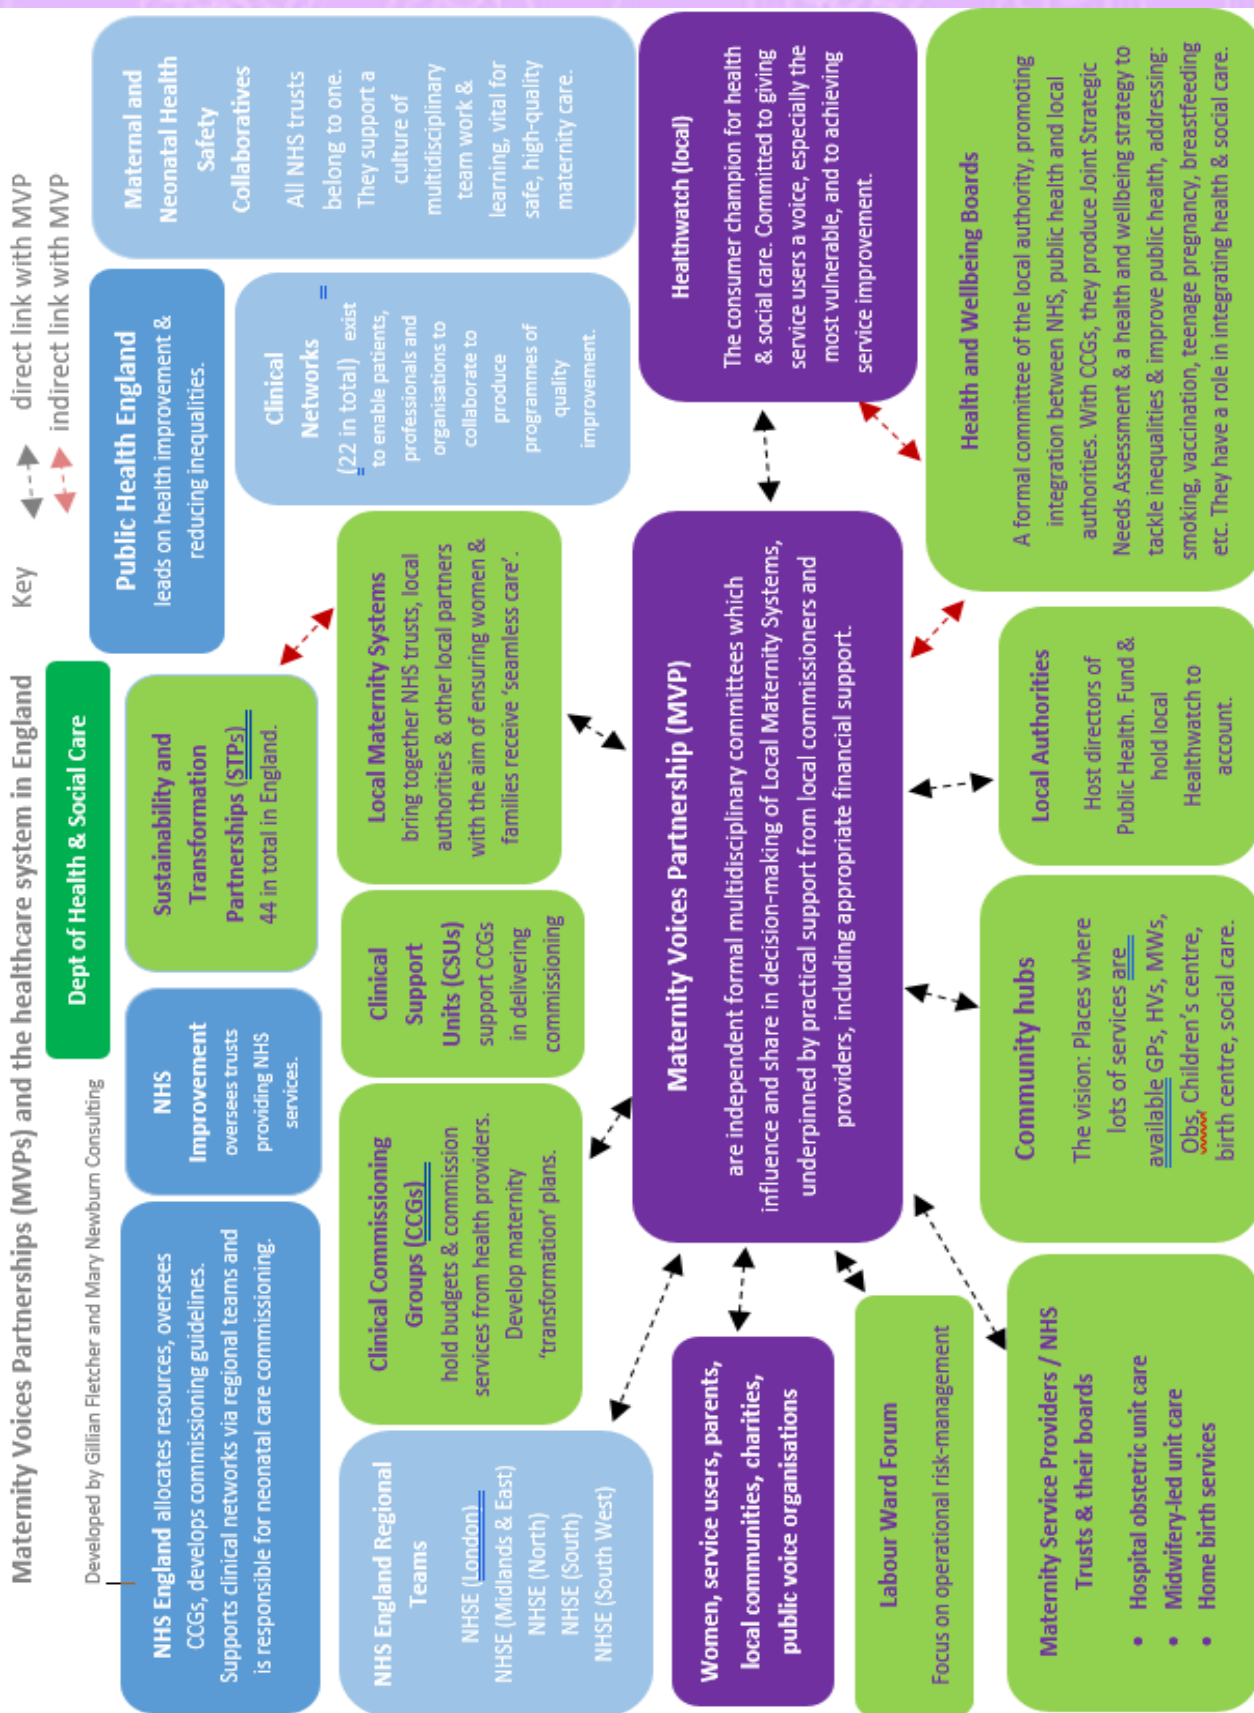 Maternity Voices Partnerships (MVPs) and the healthcare system in England
Key
direct link with MVP
indirect link with MVP
Developed by Gillian Fletcher and Mary Newburn Consulting
Dept of Health & Social Care
NHS England allocates resources, oversees
CCGs, develops commissioning guidelines.
Supports clinical networks via regional teams and
is responsible for neonatal care commissioning.
NHS
Improvement
oversees trusts
providing NHS
services.
Sustainability and
Transformation
Partnerships (STPs)
44 in total in England.
Public Health England
leads on health improvement &
reducing inequalities.
Maternal and
Neonatal Health
Safety
Collaboratives
All NHS trusts
belong to one.
They support a
culture of
multidisciplinary
team work &
learning, vital for
safe, high-quality
maternity care.
NHS England Regional
Teams
NHSE (London)
NHSE (Midlands & East)
NHSE (North)
NHSE (South)
NHSE (South West)
Clinical Commissioning
Groups (CCGs)
hold budgets & commission
services from health providers.
Develop maternity
'transformation' plans.
Clinical
Support
Units (CSUs)
support CCGs
in delivering
commissioning
Local Maternity Systems
bring together NHS trusts, local
authorities & other local partners
with the aim of ensuring women &
families receive 'seamless care'.
Clinical
Networks
(22 in total) exist
to enable patients,
professionals and
organisations to
collaborate to
produce
programmes of
quality
improvement.
Women, service users, parents,
local communities, charities,
public voice organisations
Maternity Voices Partnership (MVP)
are independent formal multidisciplinary committees which
influence and share in decision-making of Local Maternity Systems,
underpinned by practical support from local commissioners and
providers, including appropriate financial support.
Healthwatch (local)
The consumer champion for health
& social care. Committed to giving
service users a voice, especially the
most vulnerable, and to achieving
service improvement.
Labour Ward Forum
Focus on operational risk-management
Maternity Service Providers / NHS
Trusts & their boards
• Hospital obstetric unit care
• Midwifery-led unit care
• Home birth services
Community hubs
The vision: Places where
lots of services are
available GPs, HVs, MWs,
Obs, Children's centre,
birth centre, social care.
Local Authorities
Host directors of
Public Health. Fund &
hold local
Healthwatch to
account.
Health and Wellbeing Boards
A formal committee of the local authority, promoting
integration between NHS, public health and local
authorities. With CCGs, they produce Joint Strategic
Needs Assessment & a health and wellbeing strategy to
tackle inequalities & improve public health, addressing:
smoking, vaccination, teenage pregnancy, breastfeeding
etc. They have a role in integrating health & social care.